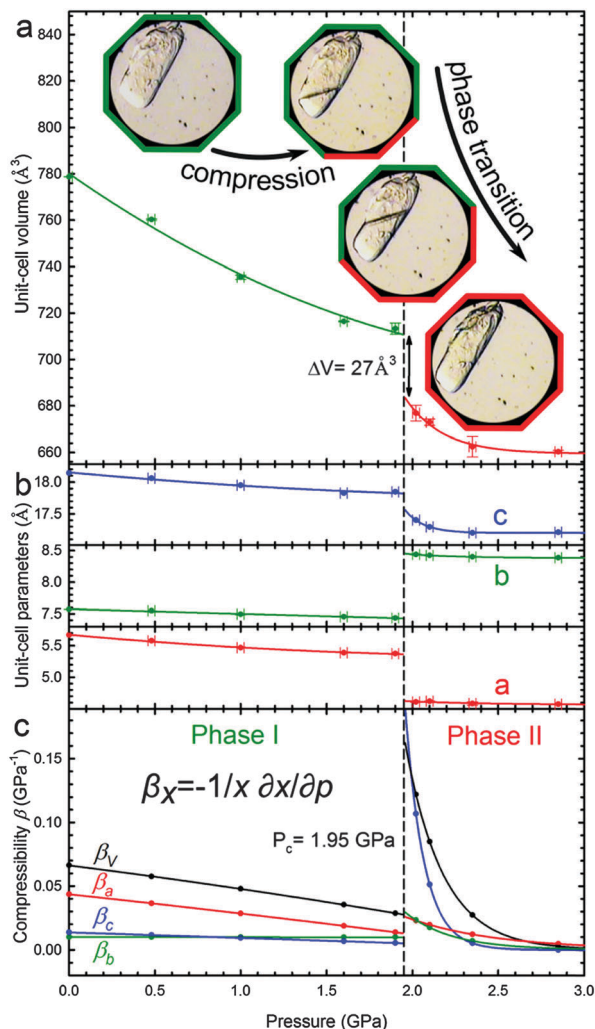 a
840
820
800
780
760
740
720
700
680
660
Unit-cell volume (Å³)
compression
phase transition
ΔV= 27Å³
b
18.0
17.5
8.5
8.0
7.5
5.5
5.0
Unit-cell parameters (Å)
c
b
a
c
Phase I
Phase II
βx=-1/x ∂x/∂p
Pc= 1.95 GPa
βV
βa
βc
βb
0.15
0.10
0.05
0.00
Compressibility β (GPa⁻¹)
0.0 0.5 1.0 1.5 2.0 2.5 3.0
Pressure (GPa)